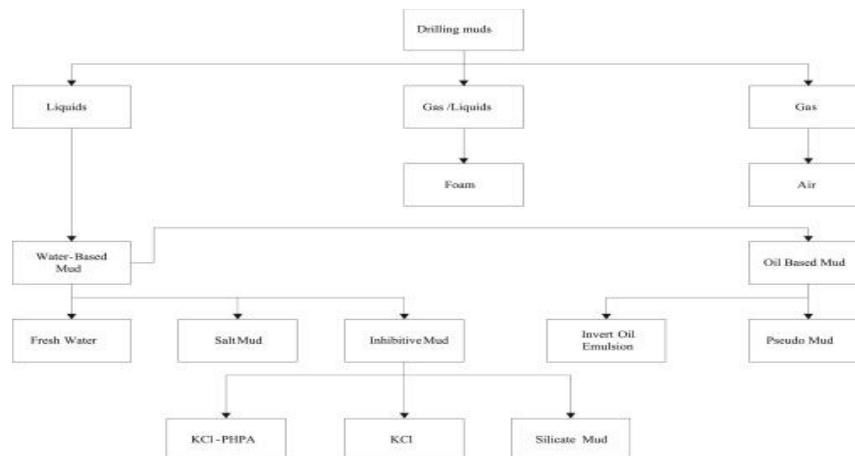 Drilling muds
Liquids
Gas /Liquids
Gas
Foam
Air
Water-Based
Mud
Oil Based Mud
Fresh Water
Salt Mud
Inhibitive Mud
Invert Oil
Emulsion
Pseudo Mud
KCl -PHPA
KCl
Silicate Mud